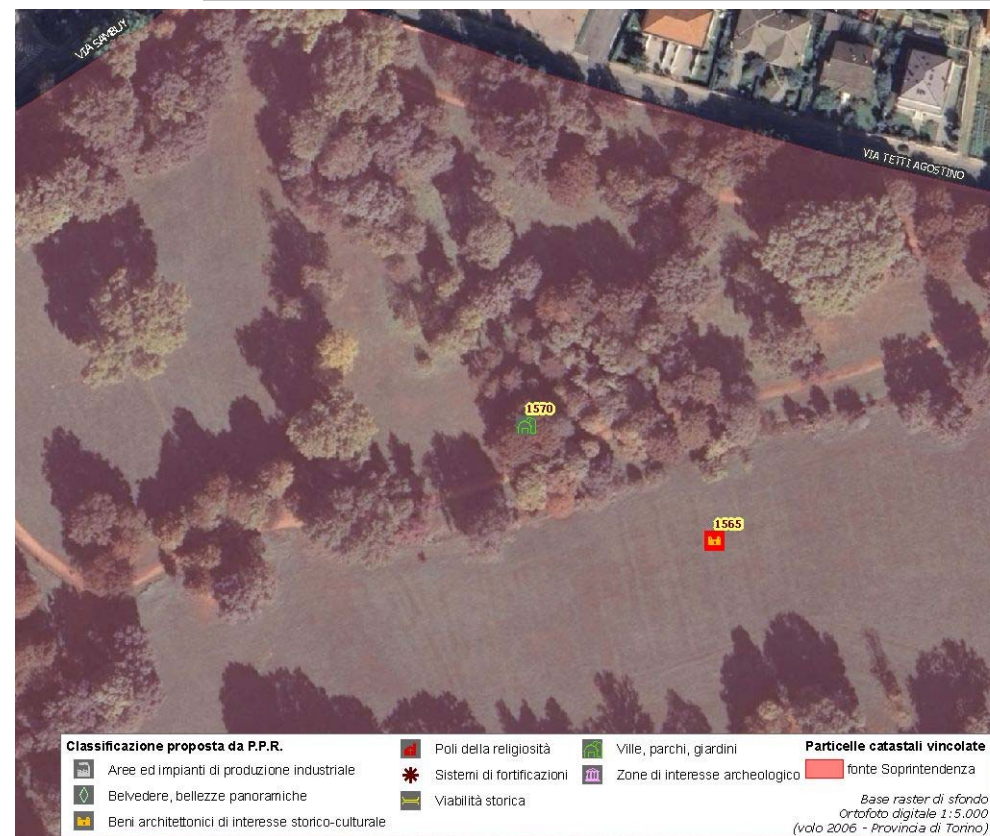 VIA SAMBUY
VIA TETTI AGOSTINO
1570
1565
Classificazione proposta da P.P.R.
Aree ed impianti di produzione industriale
Belvedere, bellezze panoramiche
Beni architettonici di interesse storico-culturale
Poli della religiosità
Sistemi di fortificazioni
Viabilità storica
Ville, parchi, giardini
Zone di interesse archeologico
Particelle catastali vincolate
fonte Soprintendenza
Base raster di sfondo
Ortofoto digitale 1:5.000
(volo 2006 - Provincia di Torino)